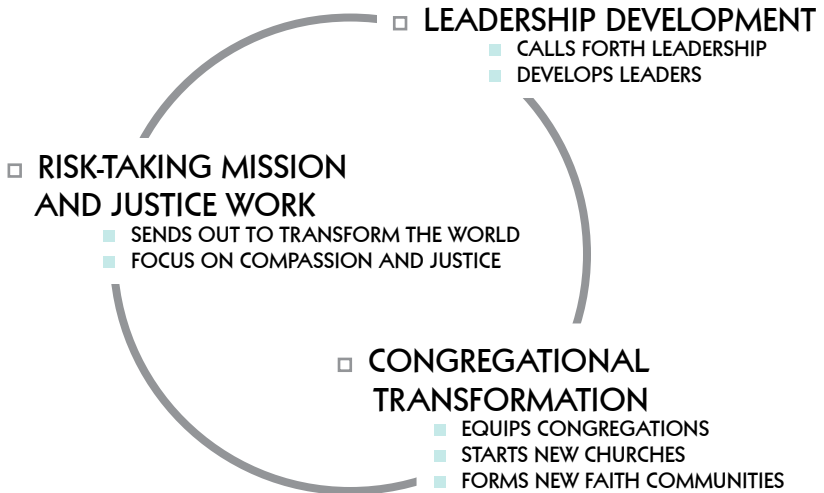 LEADERSHIP DEVELOPMENT
CALLS FORTH LEADERSHIP
DEVELOPS LEADERS
RISK-TAKING MISSION
AND JUSTICE WORK
SENDS OUT TO TRANSFORM THE WORLD
FOCUS ON COMPASSION AND JUSTICE
CONGREGATIONAL
TRANSFORMATION
EQUIPS CONGREGATIONS
STARTS NEW CHURCHES
FORMS NEW FAITH COMMUNITIES